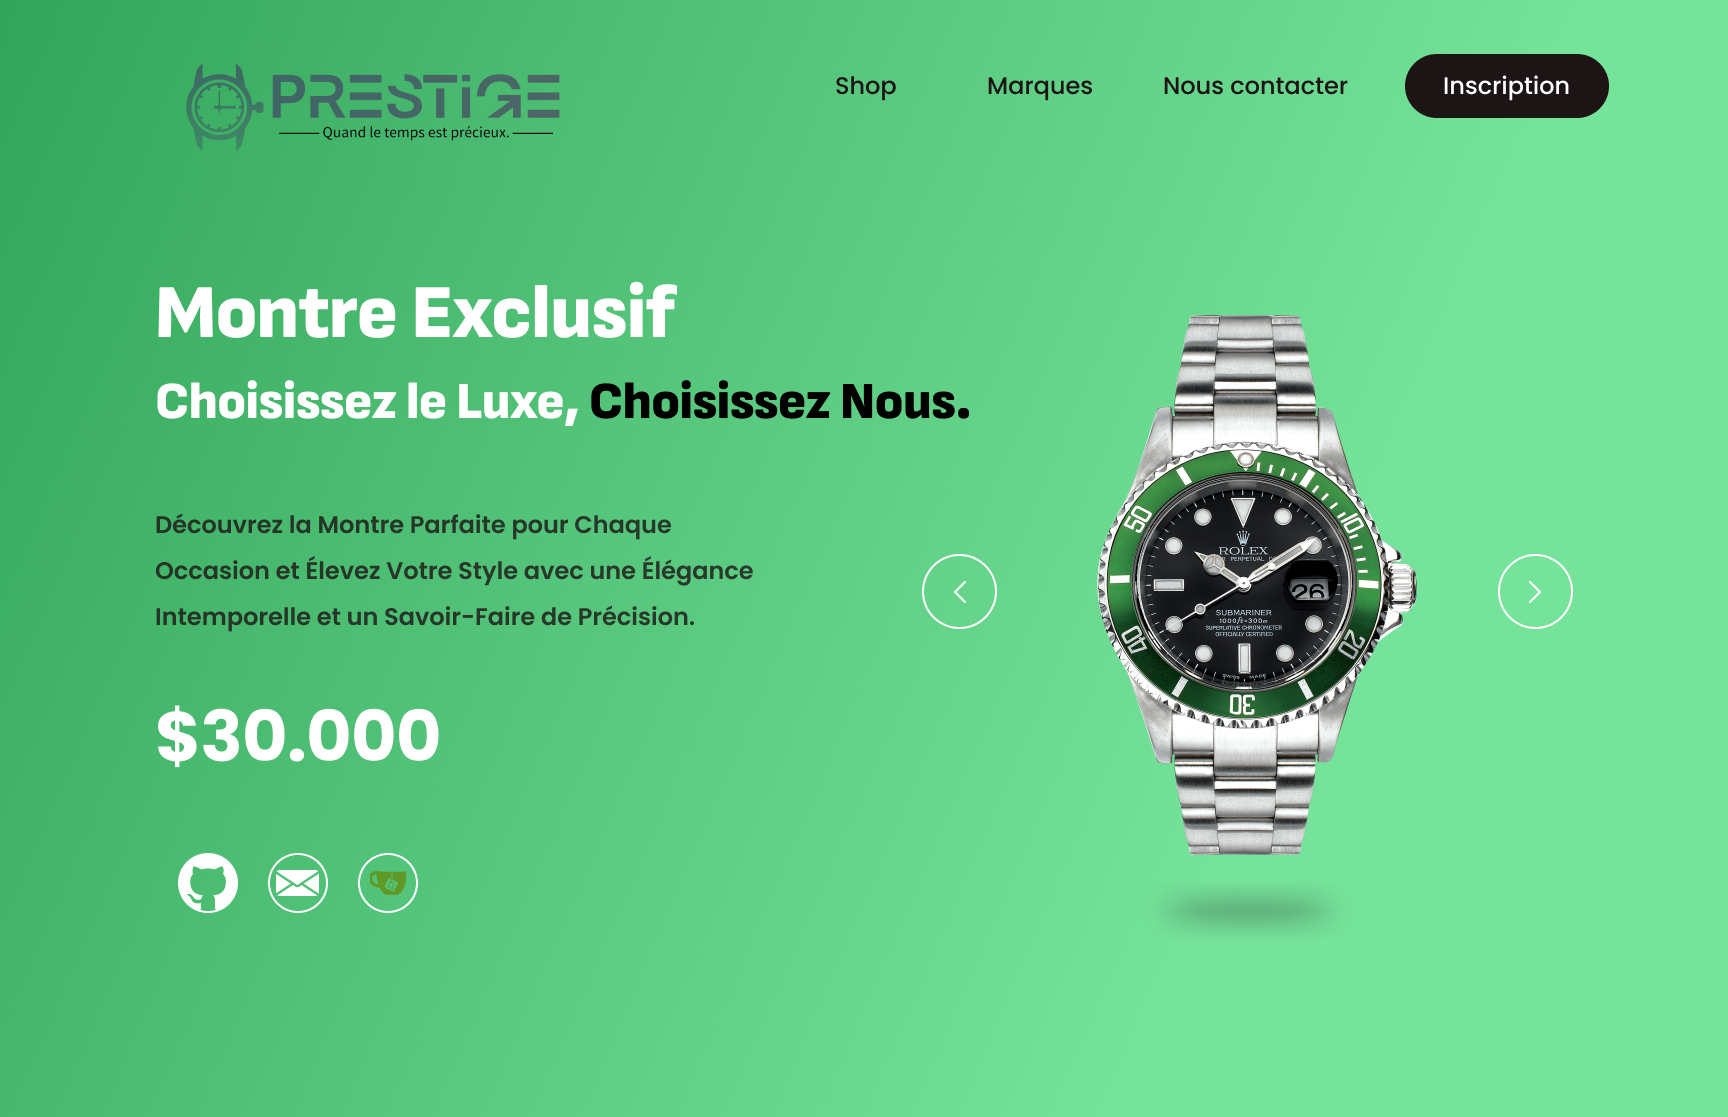 PRESTIGE
Quand le temps est précieux.
Shop
Marques
Nous contacter
Inscription
Montre Exclusif
Choisissez le Luxe, Choisissez Nous.
Découvrez la Montre Parfaite pour Chaque
Occasion et Élevez Votre Style avec une Élégance
Intemporelle et un Savoir-Faire de Précision.
$30.000
50
10
ROLEX
PERPETUAL
26
SUBMARINER
1000ft=300m
SUPERLATIVE CHRONOMETER
OFFICIALLY CERTIFIED
40
20
30